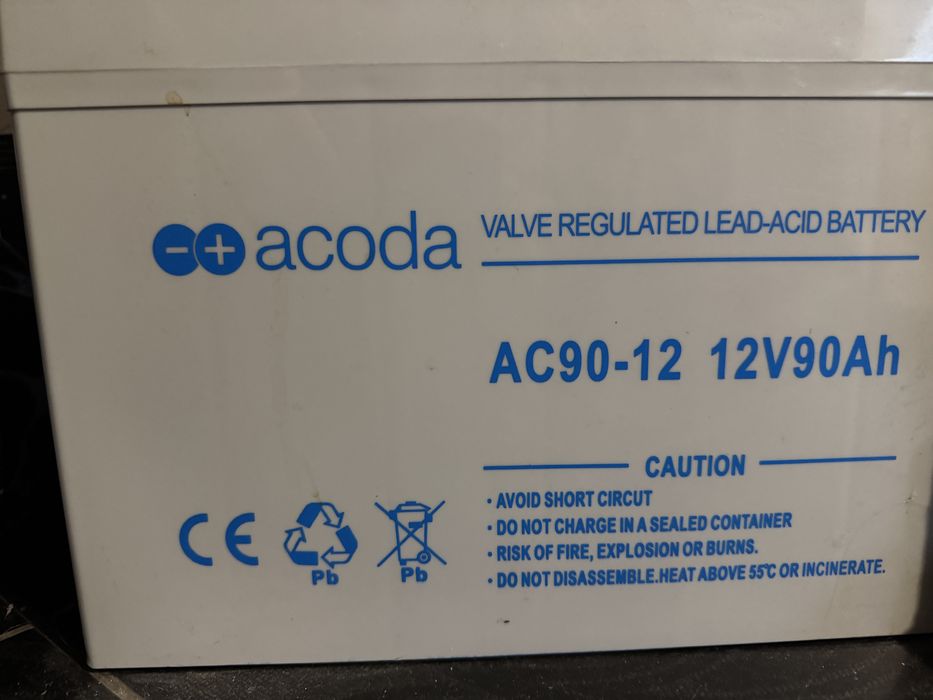 acoda
VALVE REGULATED LEAD-ACID BATTERY
AC90-12 12V90Ah
CAUTION
• AVOID SHORT CIRCUT
• DO NOT CHARGE IN A SEALED CONTAINER
• RISK OF FIRE, EXPLOSION OR BURNS.
• DO NOT DISASSEMBLE.HEAT ABOVE 55℃ OR INCINERATE.
CE
Pb
Pb